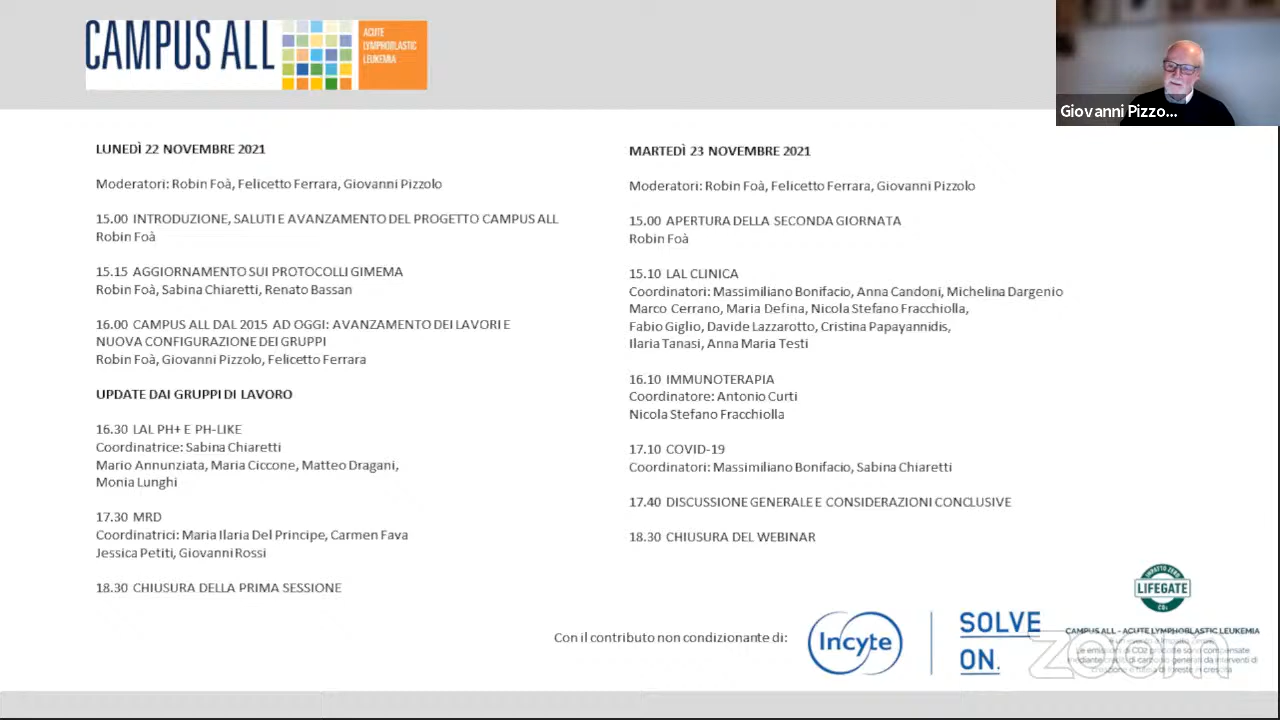 CAMPUS ALL
ACUTE
LYMPHOBLASTIC
LEUKEMIA
Giovanni Pizzo...
LUNEDÌ 22 NOVEMBRE 2021
Moderatori: Robin Foà, Felicetto Ferrara, Giovanni Pizzolo
15.00 INTRODUZIONE, SALUTI E AVANZAMENTO DEL PROGETTO CAMPUS ALL
Robin Foà
15.15 AGGIORNAMENTO SUI PROTOCOLLI GIMEMA
Robin Foà, Sabina Chiaretti, Renato Bassan
16.00 CAMPUS ALL DAL 2015 AD OGGI: AVANZAMENTO DEI LAVORI E
NUOVA CONFIGURAZIONE DEI GRUPPI
Robin Foà, Giovanni Pizzolo, Felicetto Ferrara
UPDATE DAI GRUPPI DI LAVORO
16.30 LAL PH+ E PH-LIKE
Coordinatrice: Sabina Chiaretti
Mario Annunziata, Maria Ciccone, Matteo Dragani,
Monia Lunghi
17.30 MRD
Coordinatrici: Maria Ilaria Del Principe, Carmen Fava
Jessica Petiti, Giovanni Rossi
18.30 CHIUSURA DELLA PRIMA SESSIONE
MARTEDÌ 23 NOVEMBRE 2021
Moderatori: Robin Foà, Felicetto Ferrara, Giovanni Pizzolo
15.00 APERTURA DELLA SECONDA GIORNATA
Robin Foà
15.10 LAL CLINICA
Coordinatori: Massimiliano Bonifacio, Anna Candoni, Michelina Dargenio
Marco Cerrano, Maria Defina, Nicola Stefano Fracchiolla,
Fabio Giglio, Davide Lazzarotto, Cristina Papayannidis,
Ilaria Tanasi, Anna Maria Testi
16.10 IMMUNOTERAPIA
Coordinatore: Antonio Curti
Nicola Stefano Fracchiolla
17.10 COVID-19
Coordinatori: Massimiliano Bonifacio, Sabina Chiaretti
17.40 DISCUSSIONE GENERALE E CONSIDERAZIONI CONCLUSIVE
18.30 CHIUSURA DEL WEBINAR
Con il contributo non condizionante di:
Incyte
SOLVE
ON.
IMPATTO ZERO
LIFEGATE
CO2
CAMPUS ALL - ACUTE LYMPHOBLASTIC LEUKEMIA
zoom